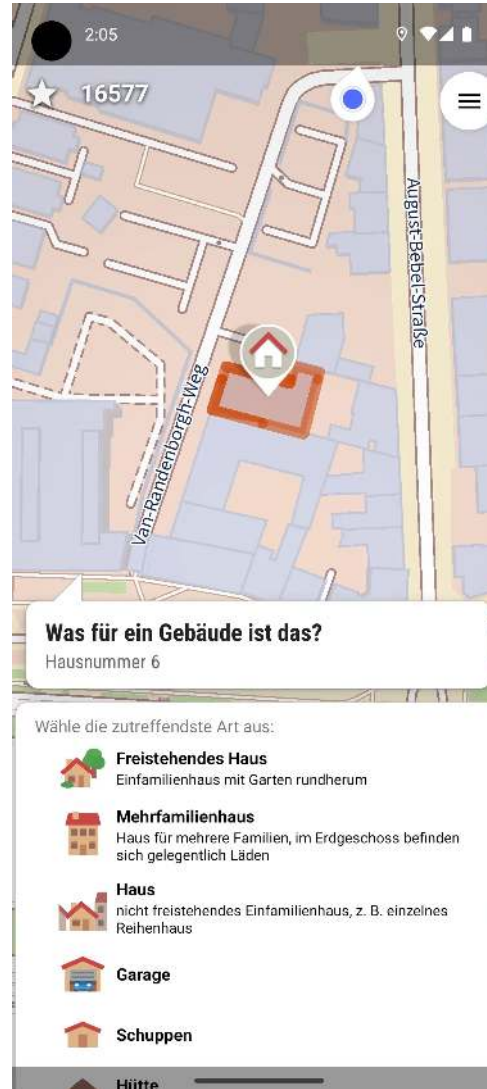 2:05
16577
August-Bebel-Straße
Van-Randenborgh-Weg
Was für ein Gebäude ist das?
Hausnummer 6
Wähle die zutreffendste Art aus:
Freistehendes Haus
Einfamilienhaus mit Garten rundherum
Mehrfamilienhaus
Haus für mehrere Familien, im Erdgeschoss befinden
sich gelegentlich Läden
Haus
nicht freistehendes Einfamilienhaus, z. B. einzelnes
Reihenhaus
Garage
Schuppen
Hütte